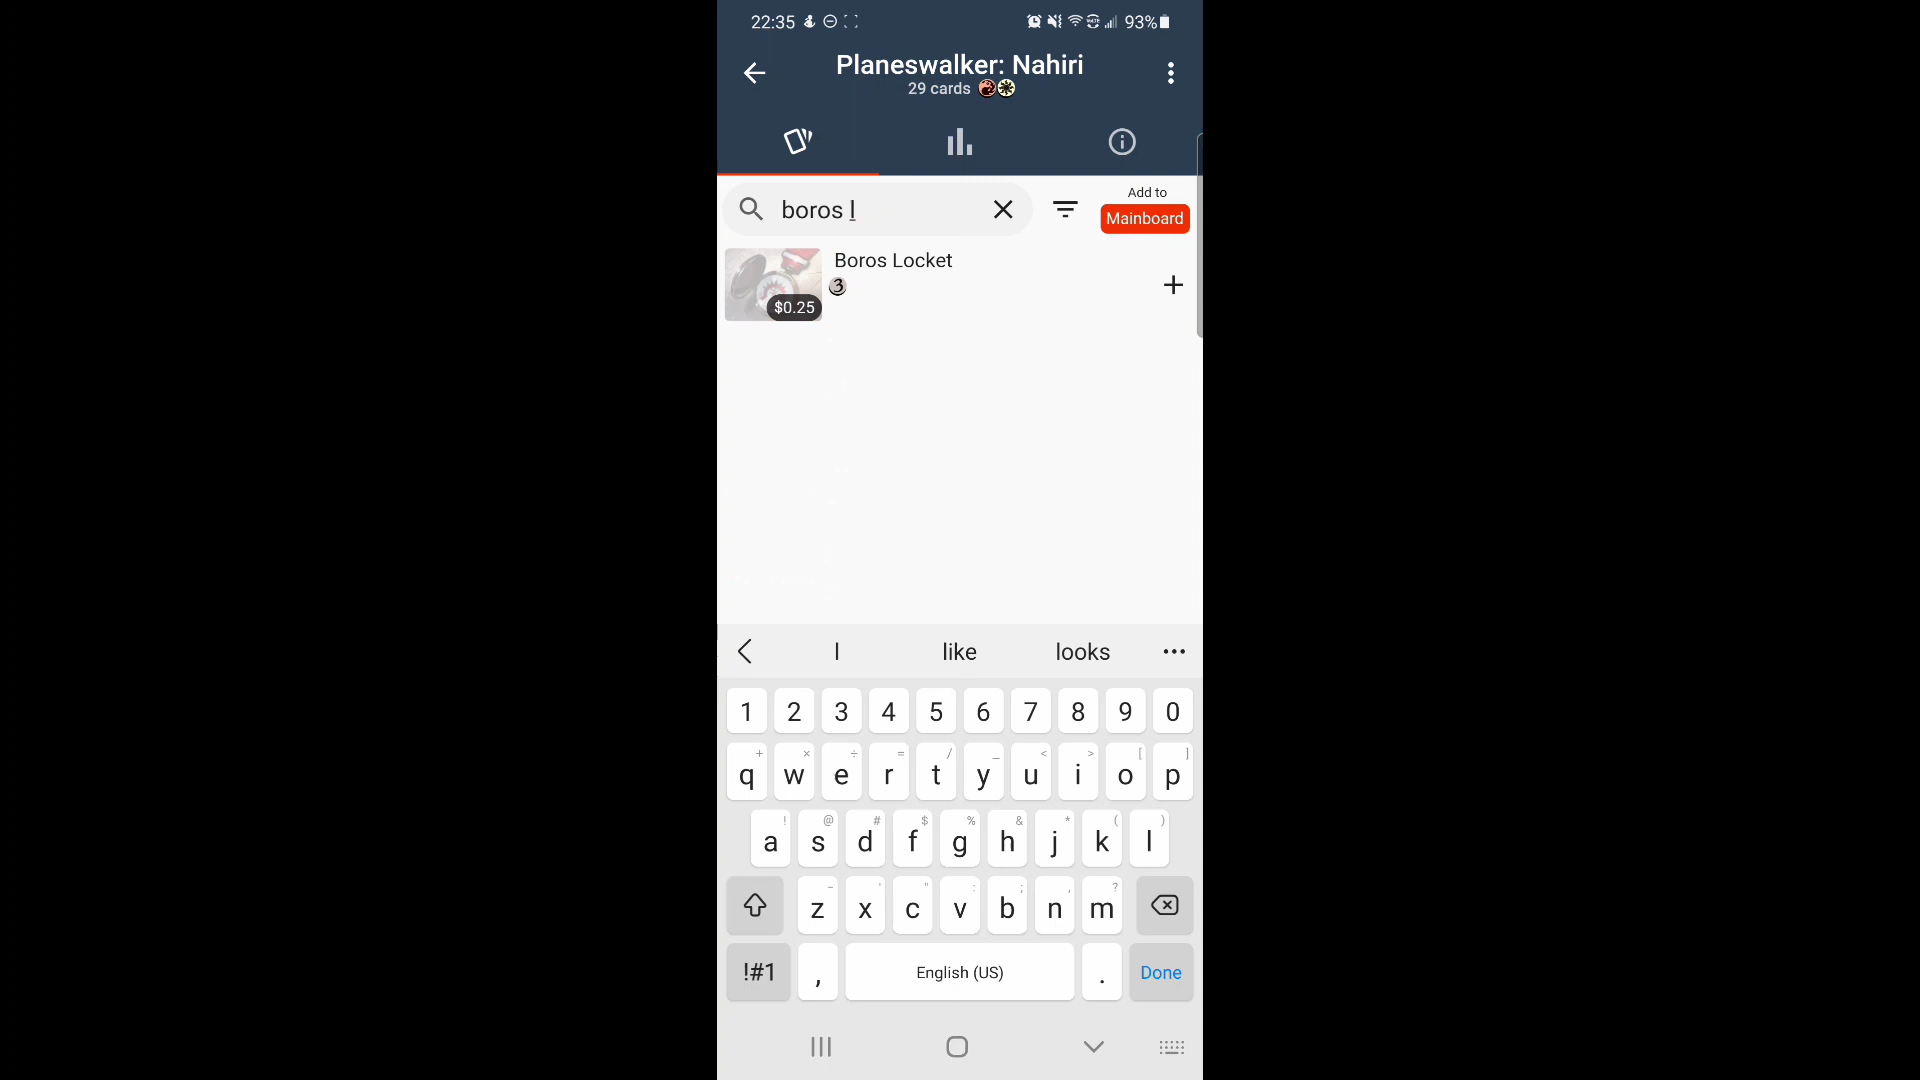 22:35
93%
Planeswalker: Nahiri
29 cards
boros l
Add to
Mainboard
Boros Locket
3
$0.25
l like looks
1 2 3 4 5 6 7 8 9 0
+ × ÷ = / _ < > [ ]
q w e r t y u i o p
! @ # $ % & * ( )
a s d f g h j k l
- ' " : ; , ?
z x c v b n m
!#1 , English (US) . Done